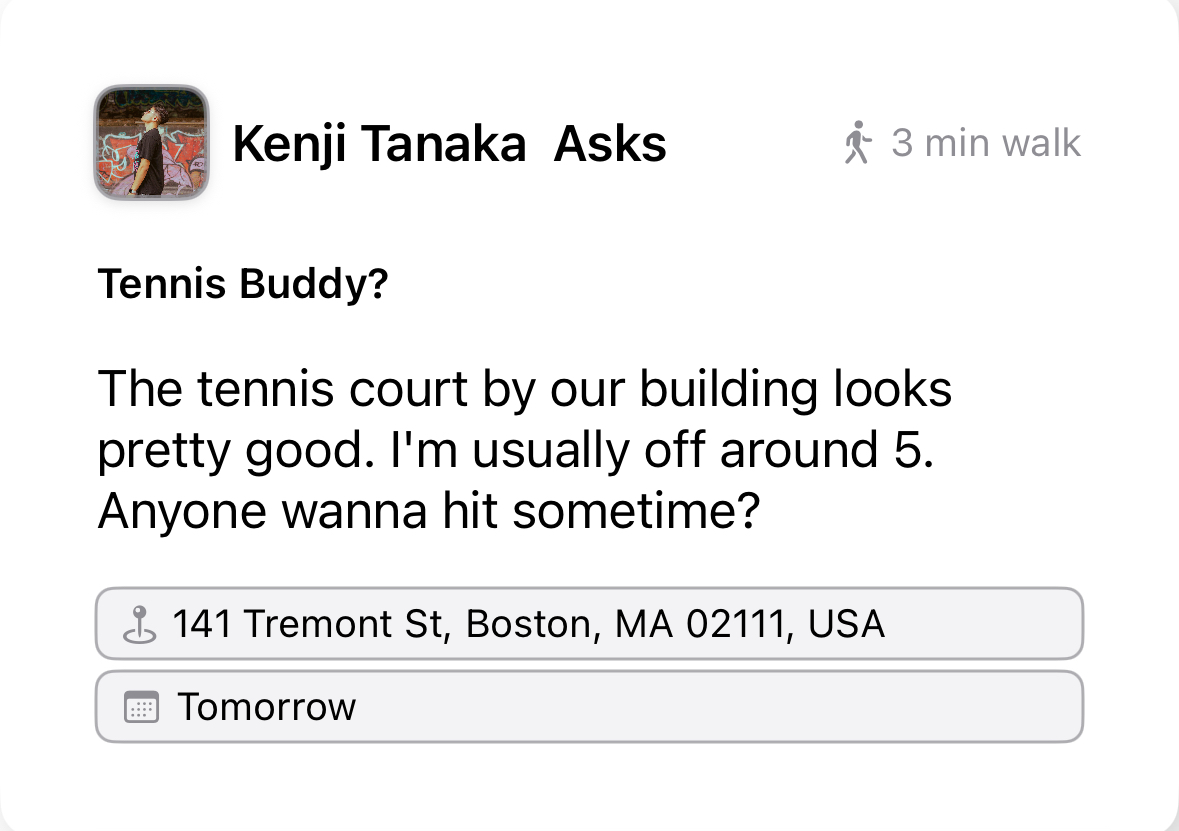 Kenji Tanaka Asks
3 min walk
Tennis Buddy?
The tennis court by our building looks
pretty good. I'm usually off around 5.
Anyone wanna hit sometime?
141 Tremont St, Boston, MA 02111, USA
Tomorrow